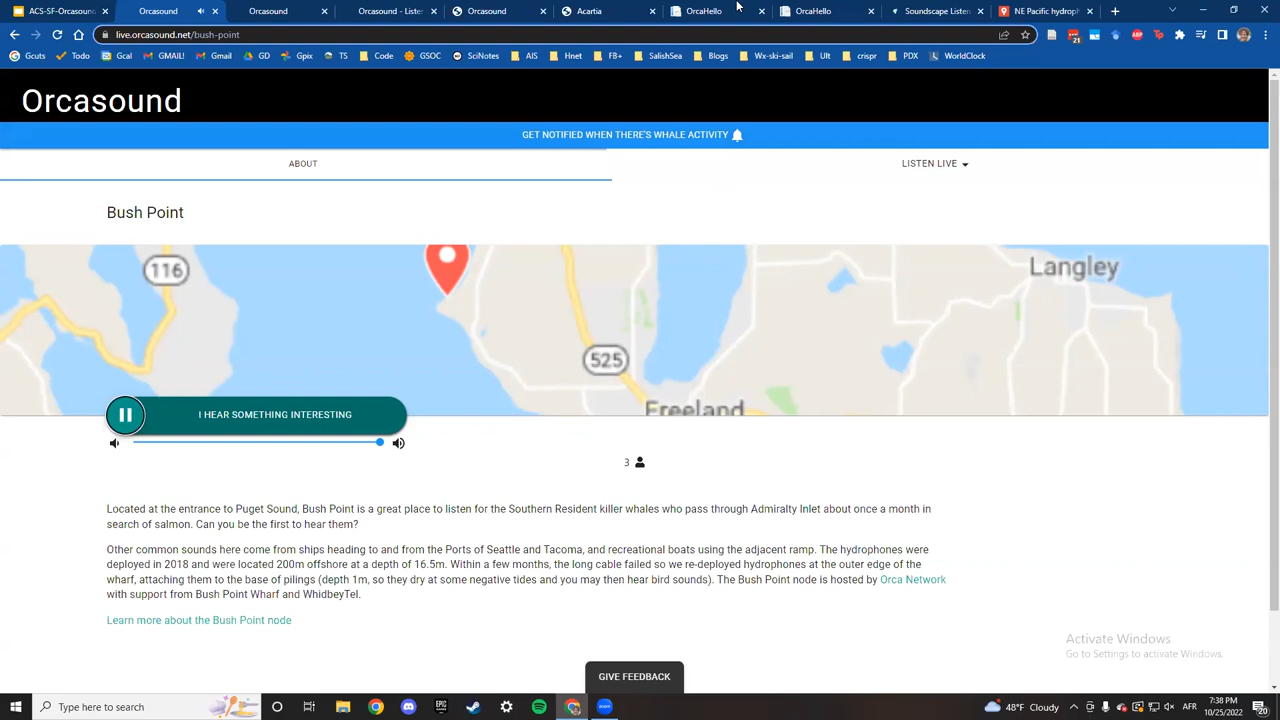 ACS-SF-Orcasoun
Orcasound
Orcasound
Orcasound - Lister
Orcasound
Acartia
OrcaHello
OrcaHello
Soundscape Listen
NE Pacific hydroph
live.orcasound.net/bush-point
21
Gcuts
Todo
Gcal
GMAIL!
Gmail
GD
Gpix
TS
Code
GSOC
SciNotes
AIS
Hnet
FB+
SalishSea
Blogs
Wx-ski-sail
Ult
crispr
PDX
WorldClock
Orcasound
GET NOTIFIED WHEN THERE'S WHALE ACTIVITY
ABOUT
LISTEN LIVE
Bush Point
116
Langley
525
Freeland
I HEAR SOMETHING INTERESTING
3
Located at the entrance to Puget Sound, Bush Point is a great place to listen for the Southern Resident killer whales who pass through Admiralty Inlet about once a month in
search of salmon. Can you be the first to hear them?
Other common sounds here come from ships heading to and from the Ports of Seattle and Tacoma, and recreational boats using the adjacent ramp. The hydrophones were
deployed in 2018 and were located 200m offshore at a depth of 16.5m. Within a few months, the long cable failed so we re-deployed hydrophones at the outer edge of the
wharf, attaching them to the base of pilings (depth 1m, so they dry at some negative tides and you may then hear bird sounds). The Bush Point node is hosted by Orca Network
with support from Bush Point Wharf and WhidbeyTel.
Learn more about the Bush Point node
Activate Windows
Go to Settings to activate Windows.
GIVE FEEDBACK
Type here to search
48°F Cloudy
AFR
7:38 PM
10/25/2022
20